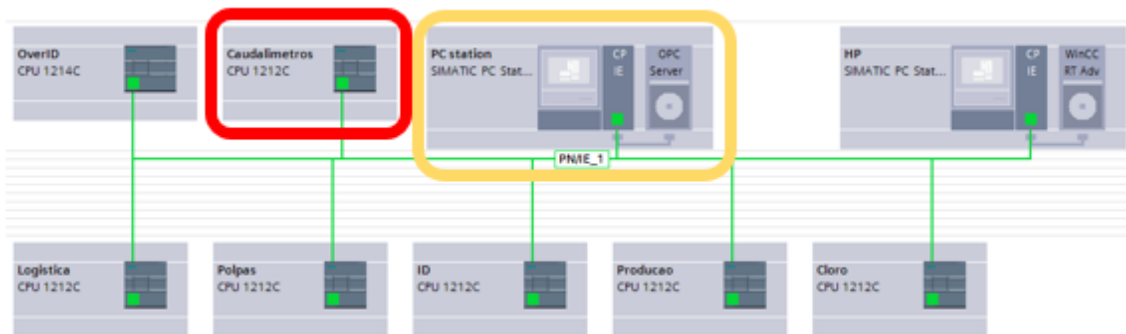 OverID
CPU 1214C
Caudalimetros
CPU 1212C
PC station
SIMATIC PC Stat...
CP
IE
OPC
Server
HP
SIMATIC PC Stat...
CP
IE
WinCC
RT Adv
PN/IE_1
Logística
CPU 1212C
Polpas
CPU 1212C
ID
CPU 1212C
Producao
CPU 1212C
Cloro
CPU 1212C